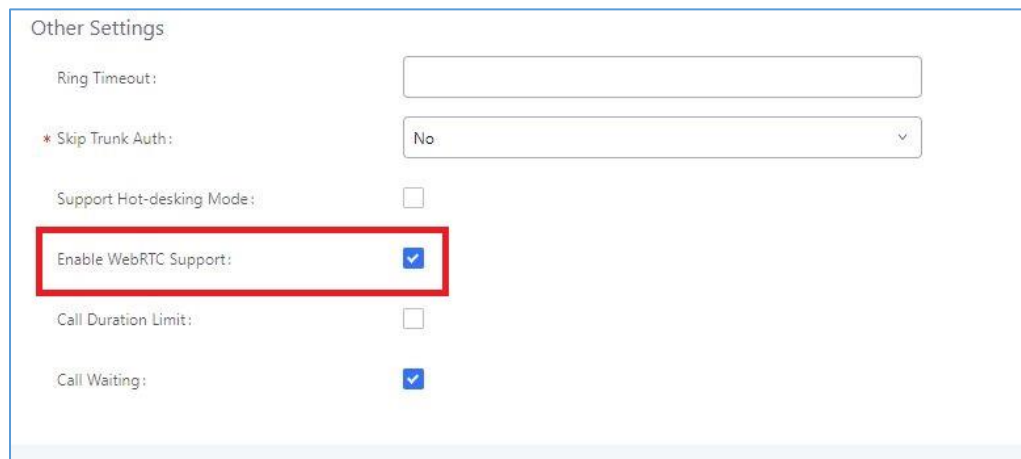 Other Settings
Ring Timeout:
* Skip Trunk Auth: No
Support Hot-desking Mode:
Enable WebRTC Support:
Call Duration Limit:
Call Waiting: